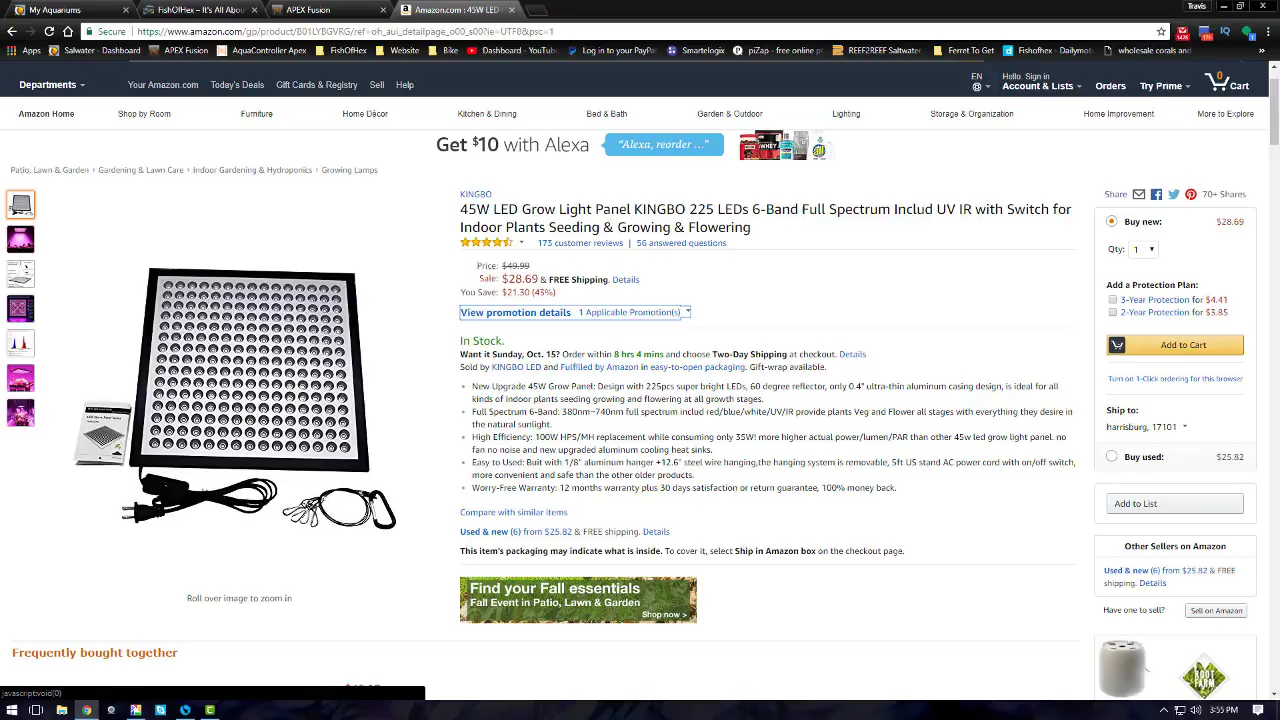 My Aquariums
FishOfHex – It's All Abou
APEX Fusion
Amazon.com : 45W LED
Travis
Secure
https://www.amazon.com/gp/product/B01LYBGVRG/ref=oh_aui_detailpage_o00_s00?ie=UTF8&psc=1
Apps
Salwater - Dashboard
APEX Fusion
AquaController Apex
FishOfHex
Website
Bike
Dashboard - YouTube
Log in to your PayPa
Smartelogix
piZap - free online p
REEF2REEF Saltwater
Ferret To Get
Fishofhex - Dailymot
wholesale corals and
Departments
Your Amazon.com
Today's Deals
Gift Cards & Registry
Sell
Help
EN
Hello. Sign in
Account & Lists
Orders
Try Prime
0
Cart
Amazon Home
Shop by Room
Furniture
Home Décor
Kitchen & Dining
Bed & Bath
Garden & Outdoor
Lighting
Storage & Organization
Home Improvement
More to Explore
Get $10 with Alexa
"Alexa, reorder ..."
Patio, Lawn & Garden › Gardening & Lawn Care › Indoor Gardening & Hydroponics › Growing Lamps
KINGBO
45W LED Grow Light Panel KINGBO 225 LEDs 6-Band Full Spectrum Includ UV IR with Switch for
Indoor Plants Seeding & Growing & Flowering
173 customer reviews | 56 answered questions
Price: $49.99
Sale: $28.69 & FREE Shipping. Details
You Save: $21.30 (43%)
View promotion details 1 Applicable Promotion(s)
In Stock.
Want it Sunday, Oct. 15? Order within 8 hrs 4 mins and choose Two-Day Shipping at checkout. Details
Sold by KINGBO LED and Fulfilled by Amazon in easy-to-open packaging. Gift-wrap available.
New Upgrade 45W Grow Panel: Design with 225pcs super bright LEDs, 60 degree reflector, only 0.4" ultra-thin aluminum casing design, is ideal for all
kinds of indoor plants seeding growing and flowering at all growth stages.
Full Spectrum 6-Band: 380nm~740nm full spectrum includ red/blue/white/UV/IR provide plants Veg and Flower all stages with everything they desire in
the natural sunlight.
High Efficiency: 100W HPS/MH replacement while consuming only 35W! more higher actual power/lumen/PAR than other 45w led grow light panel. no
fan no noise and new upgraded aluminum cooling heat sinks.
Easy to Used: Buit with 1/8" aluminum hanger +12.6" steel wire hanging,the hanging system is removable, 5ft US stand AC power cord with on/off switch,
more convenient and safe than the other older products.
Worry-Free Warranty: 12 months warranty plus 30 days satisfaction or return guarantee, 100% money back.
Compare with similar items
Used & new (6) from $25.82 & FREE shipping. Details
This item's packaging may indicate what is inside. To cover it, select Ship in Amazon box on the checkout page.
Find your Fall essentials
Fall Event in Patio, Lawn & Garden
Shop now >
Roll over image to zoom in
Frequently bought together
Share
70+ Shares
Buy new: $28.69
Qty: 1
Add a Protection Plan:
3-Year Protection for $4.41
2-Year Protection for $3.85
Add to Cart
Turn on 1-Click ordering for this browser
Ship to:
harrisburg, 17101
Buy used: $25.82
Add to List
Other Sellers on Amazon
Used & new (6) from $25.82 & FREE
shipping. Details
Have one to sell?
Sell on Amazon
ROOT
FARM
javascript:void(0)
3:55 PM